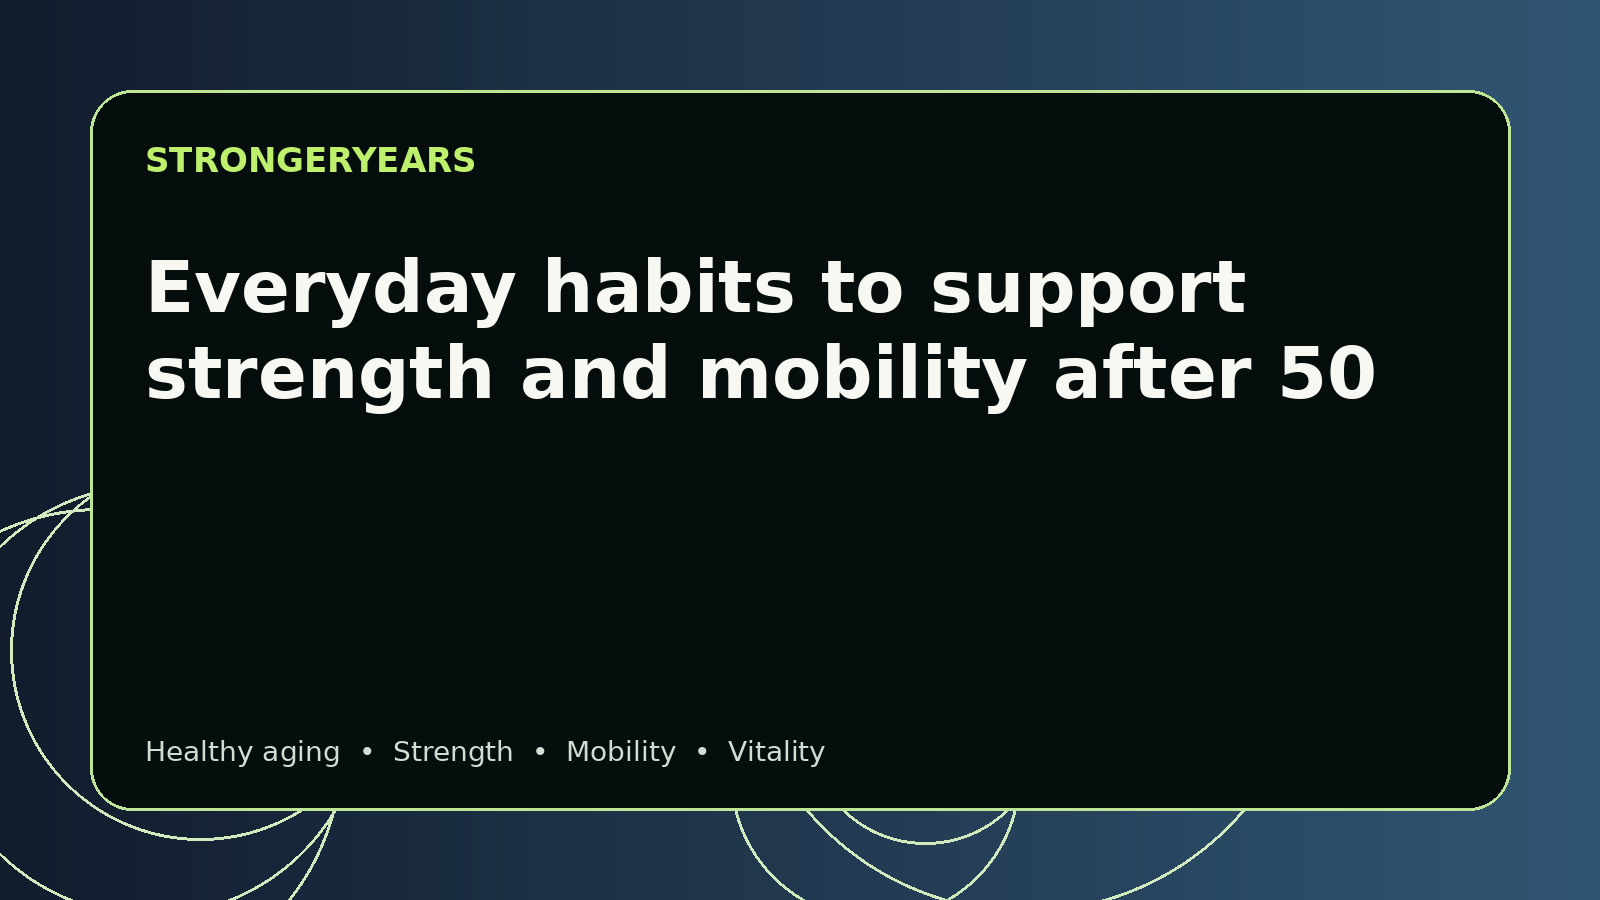 STRONGERYEARS
Everyday habits to support
strength and mobility after 50
Healthy aging • Strength • Mobility • Vitality